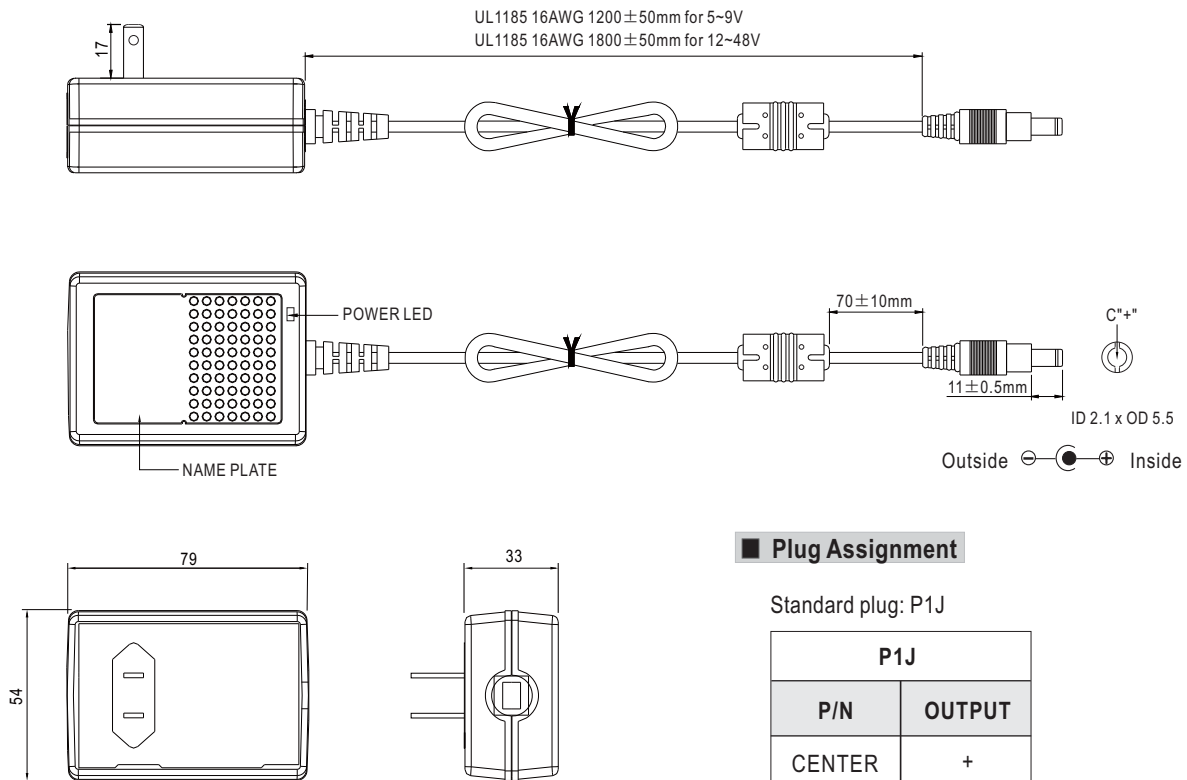 UL1185 16AWG 1200±50mm for 5~9V
UL1185 16AWG 1800±50mm for 12~48V
17
POWER LED
NAME PLATE
70±10mm
C"+"
11±0.5mm
ID 2.1 x OD 5.5
Outside ⊖ ⊕ Inside
79
33
54
■ Plug Assignment
Standard plug: P1J
P1J
P/N OUTPUT
CENTER +